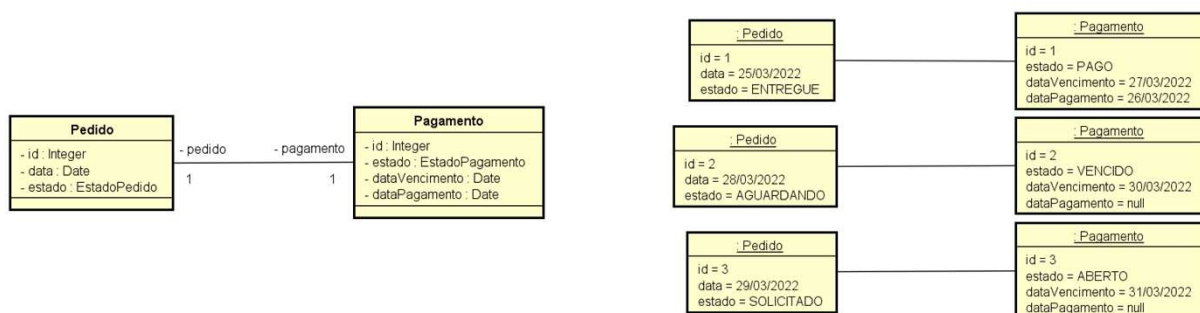 Pedido
- id : Integer
- data : Date
- estado : EstadoPedido
- pedido
1
- pagamento
1
Pagamento
- id : Integer
- estado : EstadoPagamento
- dataVencimento : Date
- dataPagamento : Date
: Pedido
id = 1
data = 25/03/2022
estado = ENTREGUE
: Pagamento
id = 1
estado = PAGO
dataVencimento = 27/03/2022
dataPagamento = 26/03/2022
: Pedido
id = 2
data = 28/03/2022
estado = AGUARDANDO
: Pagamento
id = 2
estado = VENCIDO
dataVencimento = 30/03/2022
dataPagamento = null
: Pedido
id = 3
data = 29/03/2022
estado = SOLICITADO
: Pagamento
id = 3
estado = ABERTO
dataVencimento = 31/03/2022
dataPagamento = null